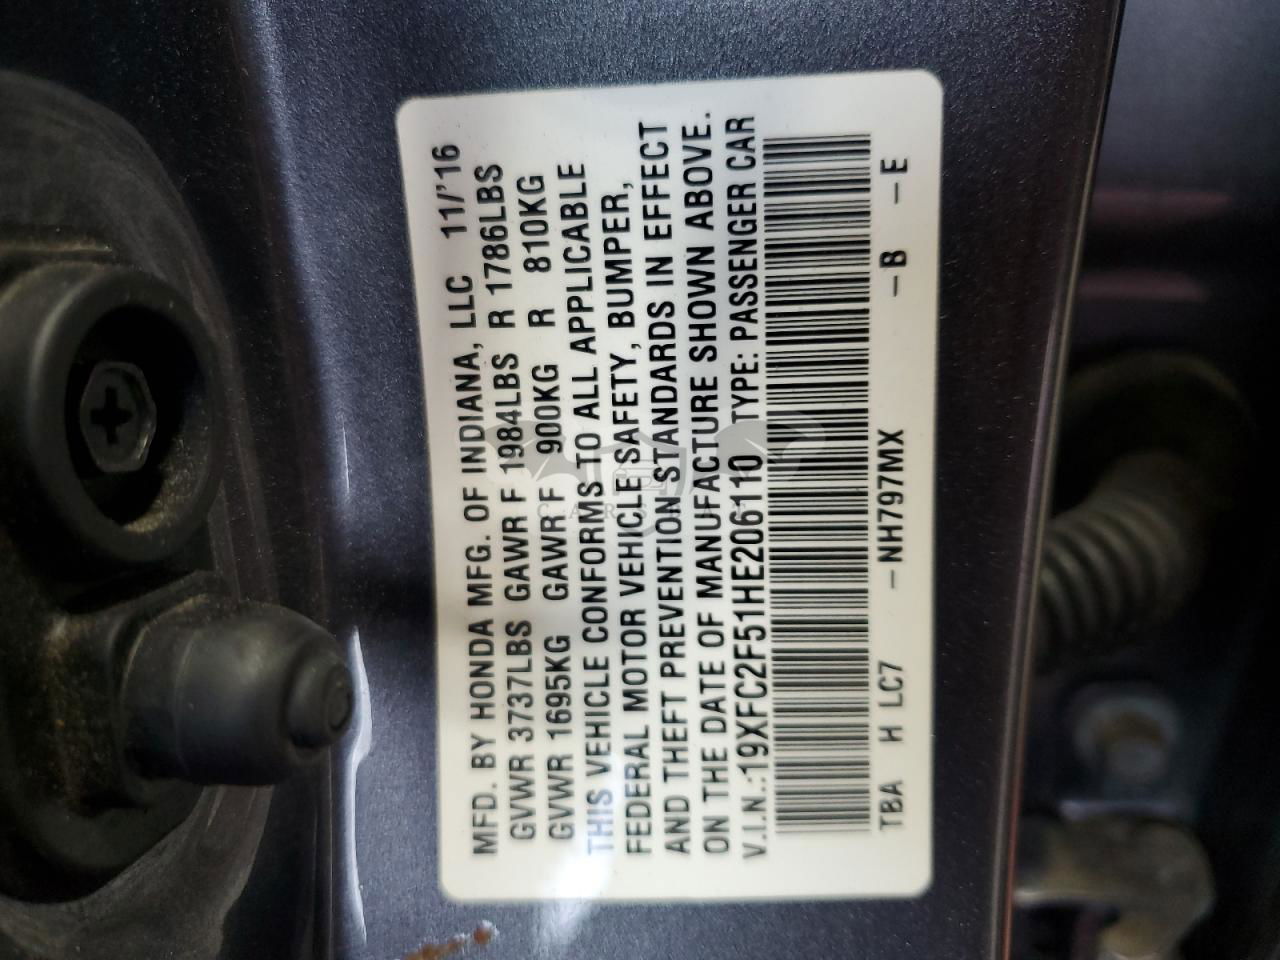 MFD. BY HONDA MFG. OF INDIANA, LLC 11/'16
GVWR 3737LBS GAWR F 1984LBS R 1786LBS
GVWR 1695KG GAWR F 900KG R 810KG
THIS VEHICLE CONFORMS TO ALL APPLICABLE
FEDERAL MOTOR VEHICLE SAFETY, BUMPER,
AND THEFT PREVENTION STANDARDS IN EFFECT
ON THE DATE OF MANUFACTURE SHOWN ABOVE.
V.I.N.:19XFC2F51HE206110 TYPE: PASSENGER CAR
TBA H LC7 –NH797MX –B –E